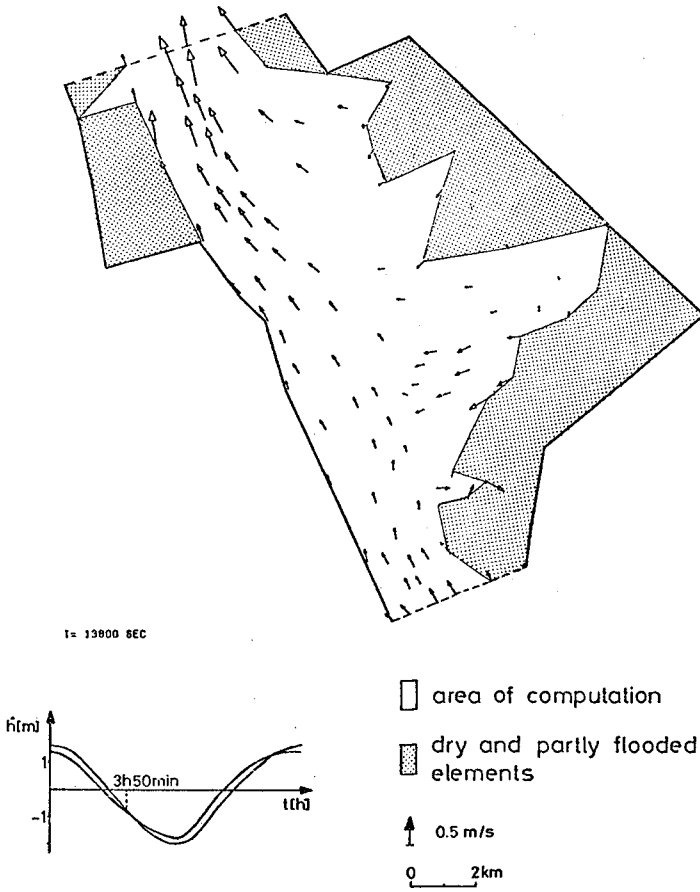 T= 13800 SEC
area of computation
dry and partly flooded
elements
0.5 m/s
0 2km
ĥ[m]
1
-1
3h50min
t[h]